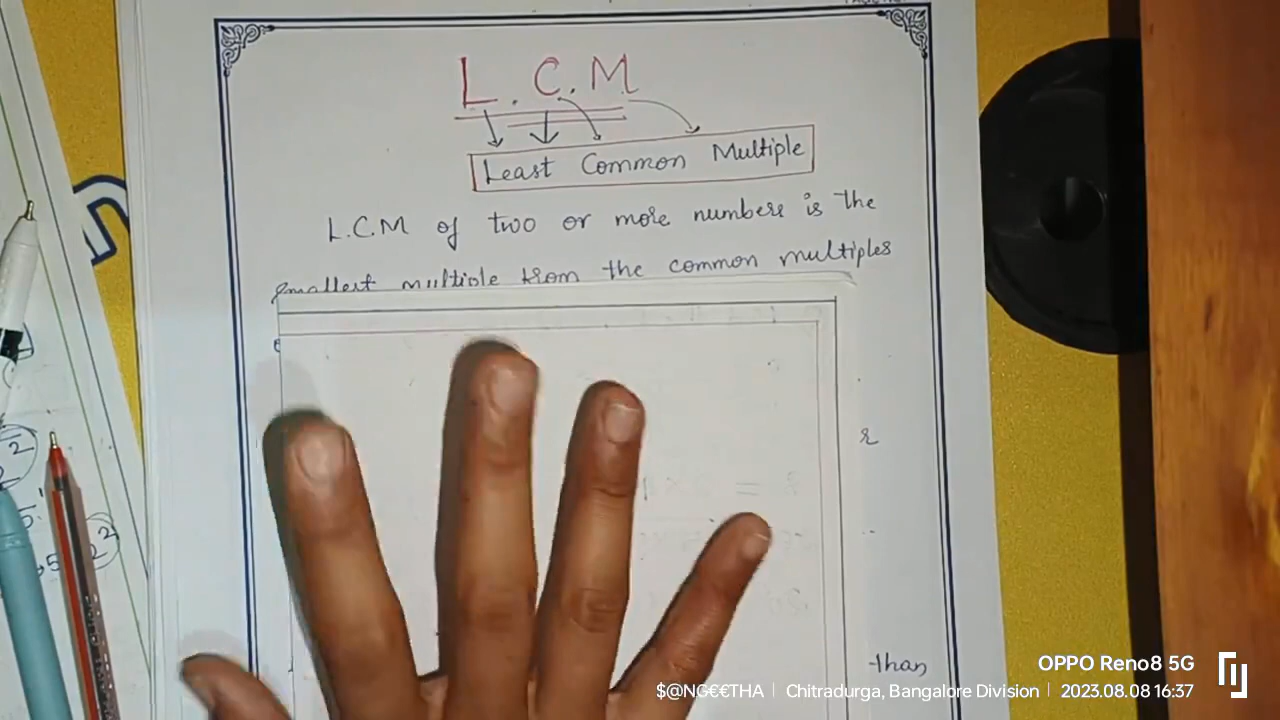 L.C.M
Least Common Multiple
L.C.M of two or more numbers is the
smallest multiple from the common multiples
than
OPPO Reno8 5G
$@NG€€THA | Chitradurga, Bangalore Division | 2023.08.08 16:37